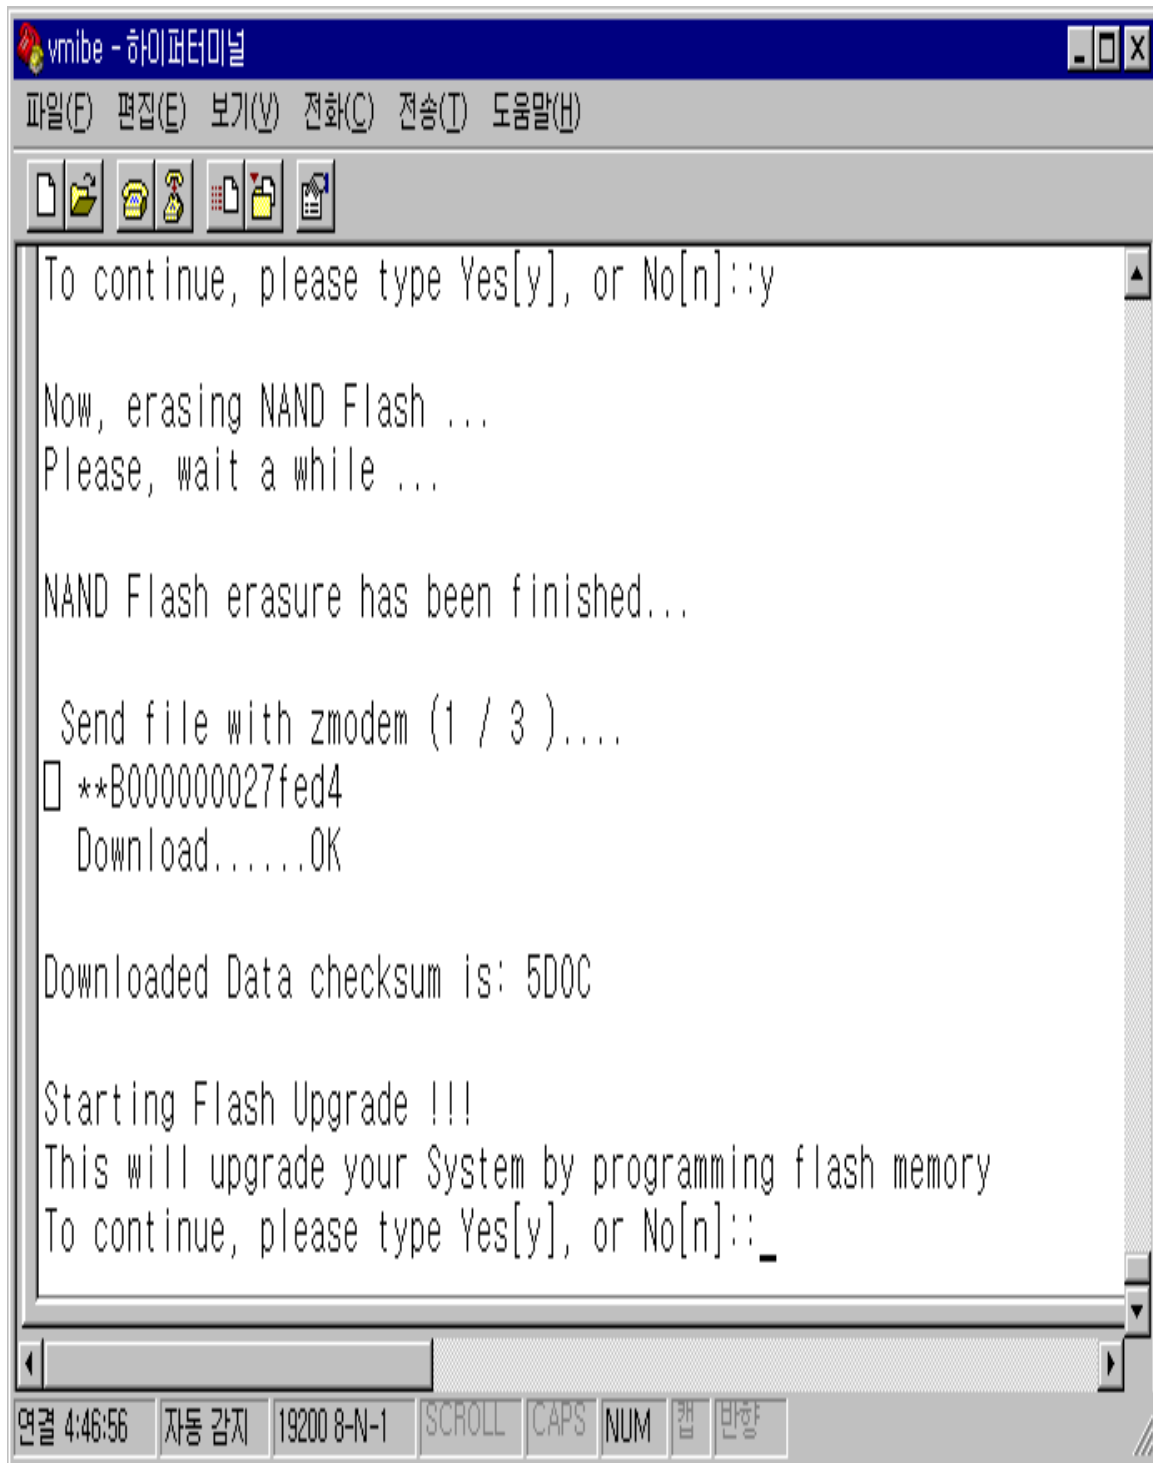 vmibe - 하이퍼터미널
파일(F) 편집(E) 보기(V) 전화(C) 전송(T) 도움말(H)
To continue, please type Yes[y], or No[n]::y
Now, erasing NAND Flash ...
Please, wait a while ...
NAND Flash erasure has been finished...
Send file with zmodem (1 / 3 )....
**B000000027fed4
Download......OK
Downloaded Data checksum is: 5D0C
Starting Flash Upgrade !!!
This will upgrade your System by programming flash memory
To continue, please type Yes[y], or No[n]::_
연결 4:46:56 자동 감지 19200 8-N-1 SCROLL CAPS NUM 캡 반향